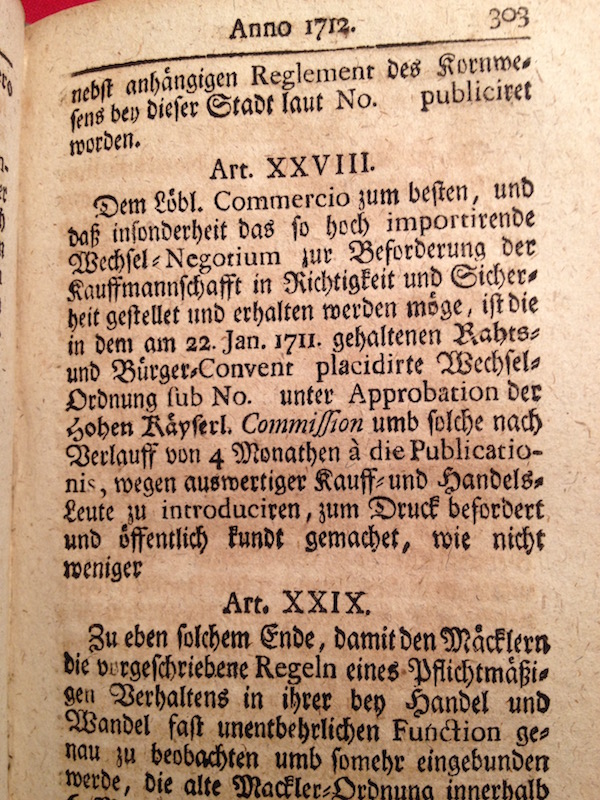 Anno 1712. 303
nebst anhängigen Reglement des Kornwe-
sens bey dieser Stadt laut No. publiciret
worden.
Art. XXVIII.
Dem Löbl. Commercio zum besten, und
daß insonderheit das so hoch importirende
Wechsel-Negotium zur Beforderung der
Kauffmannschafft in Richtigkeit und Sicher-
heit gestellet und erhalten werden möge, ist die
in dem am 22. Jan. 1711. gehaltenen Rahts-
und Bürger-Convent placidirte Wechsel-
Ordnung sub No. unter Approbation der
Hohen Käyserl. Commission umb solche nach
Verlauff von 4 Monathen à die Publicatio-
nis, wegen auswertiger Kauff- und Handels-
Leute zu introduciren, zum Druck befordert
und öffentlich kundt gemachet, wie nicht
weniger
Art. XXIX.
Zu eben solchem Ende, damit den Mäcklern
die vorgeschriebene Regeln eines Pflichtmäßi-
gen Verhaltens in ihrer bey Handel und
Wandel fast unentbehrlichen Function ge-
nau zu beobachten umb somehr eingebunden
werde, die alte Mackler-Ordnung innerhalb